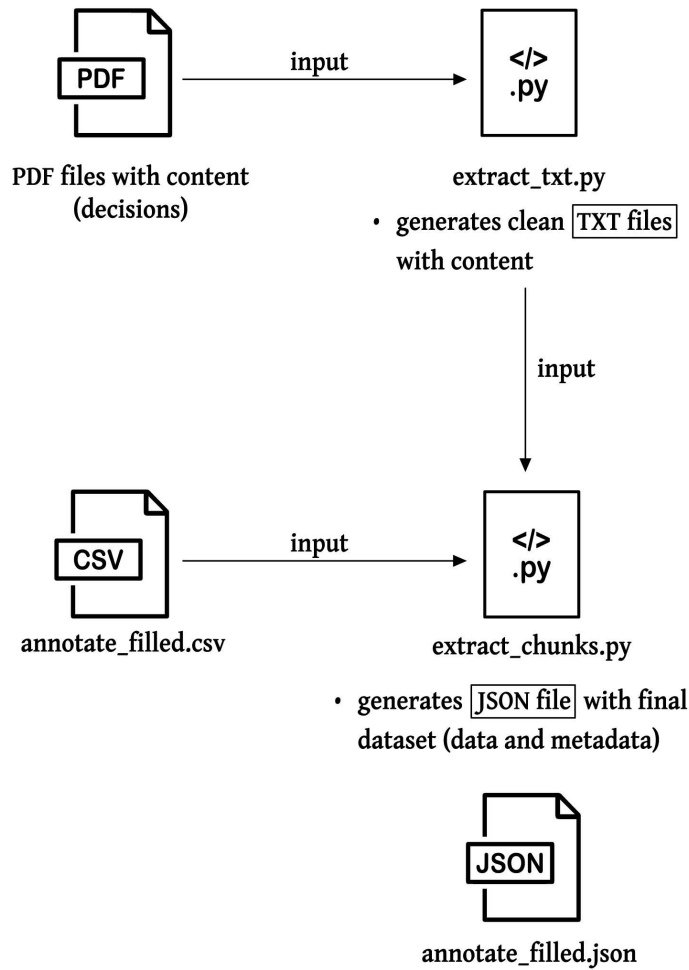 PDF
input
</>
.py
PDF files with content
(decisions)
extract_txt.py
• generates clean TXT files
with content
input
CSV
input
</>
.py
annotate_filled.csv
extract_chunks.py
• generates JSON file with final
dataset (data and metadata)
JSON
annotate_filled.json